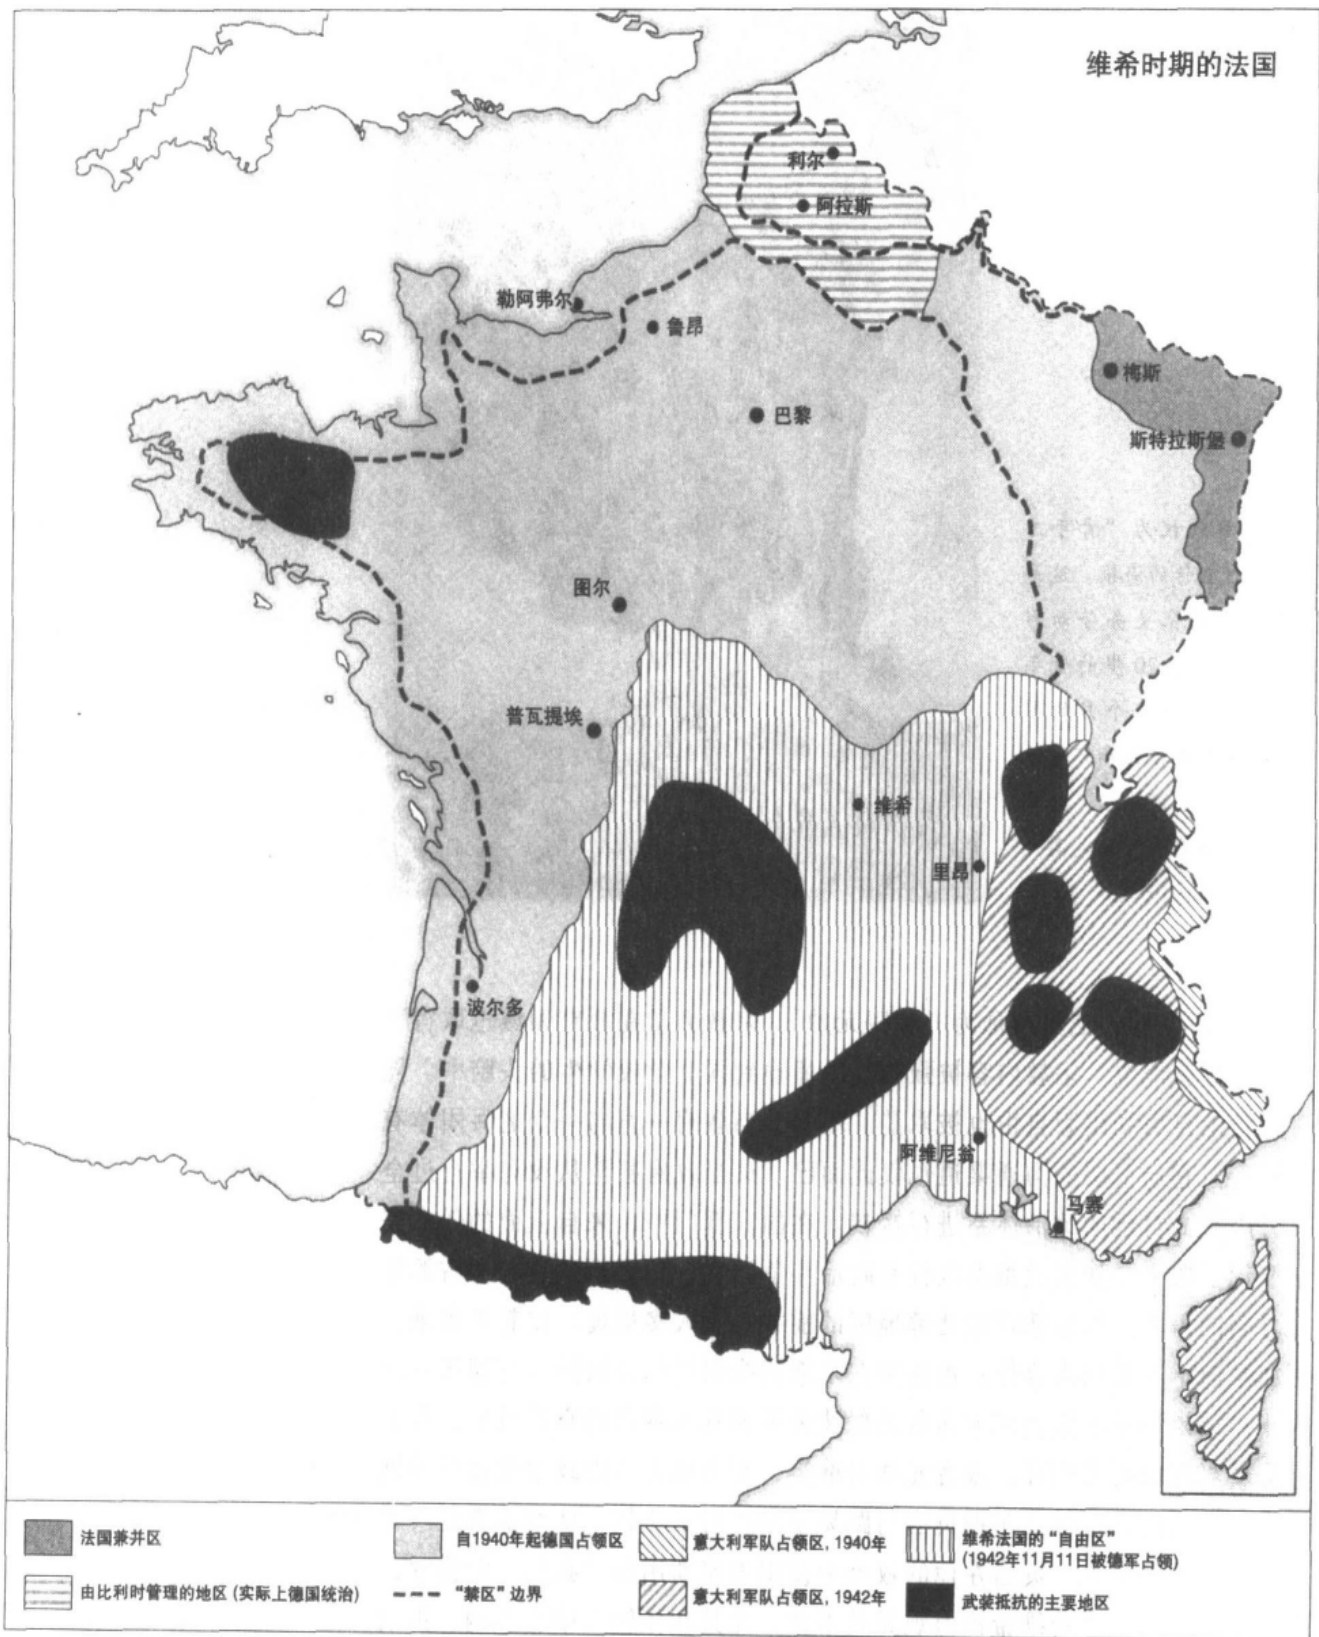 维希时期的法国
利尔
阿拉斯
勒阿弗尔
鲁昂
梅斯
巴黎
斯特拉斯堡
图尔
普瓦提埃
维希
里昂
波尔多
阿维尼翁
马赛
法国兼并区
自1940年起德国占领区
意大利军队占领区, 1940年
维希法国的“自由区”
(1942年11月11日被德军占领)
由比利时管理的地区 (实际上德国统治)
“禁区”边界
意大利军队占领区, 1942年
武装抵抗的主要地区